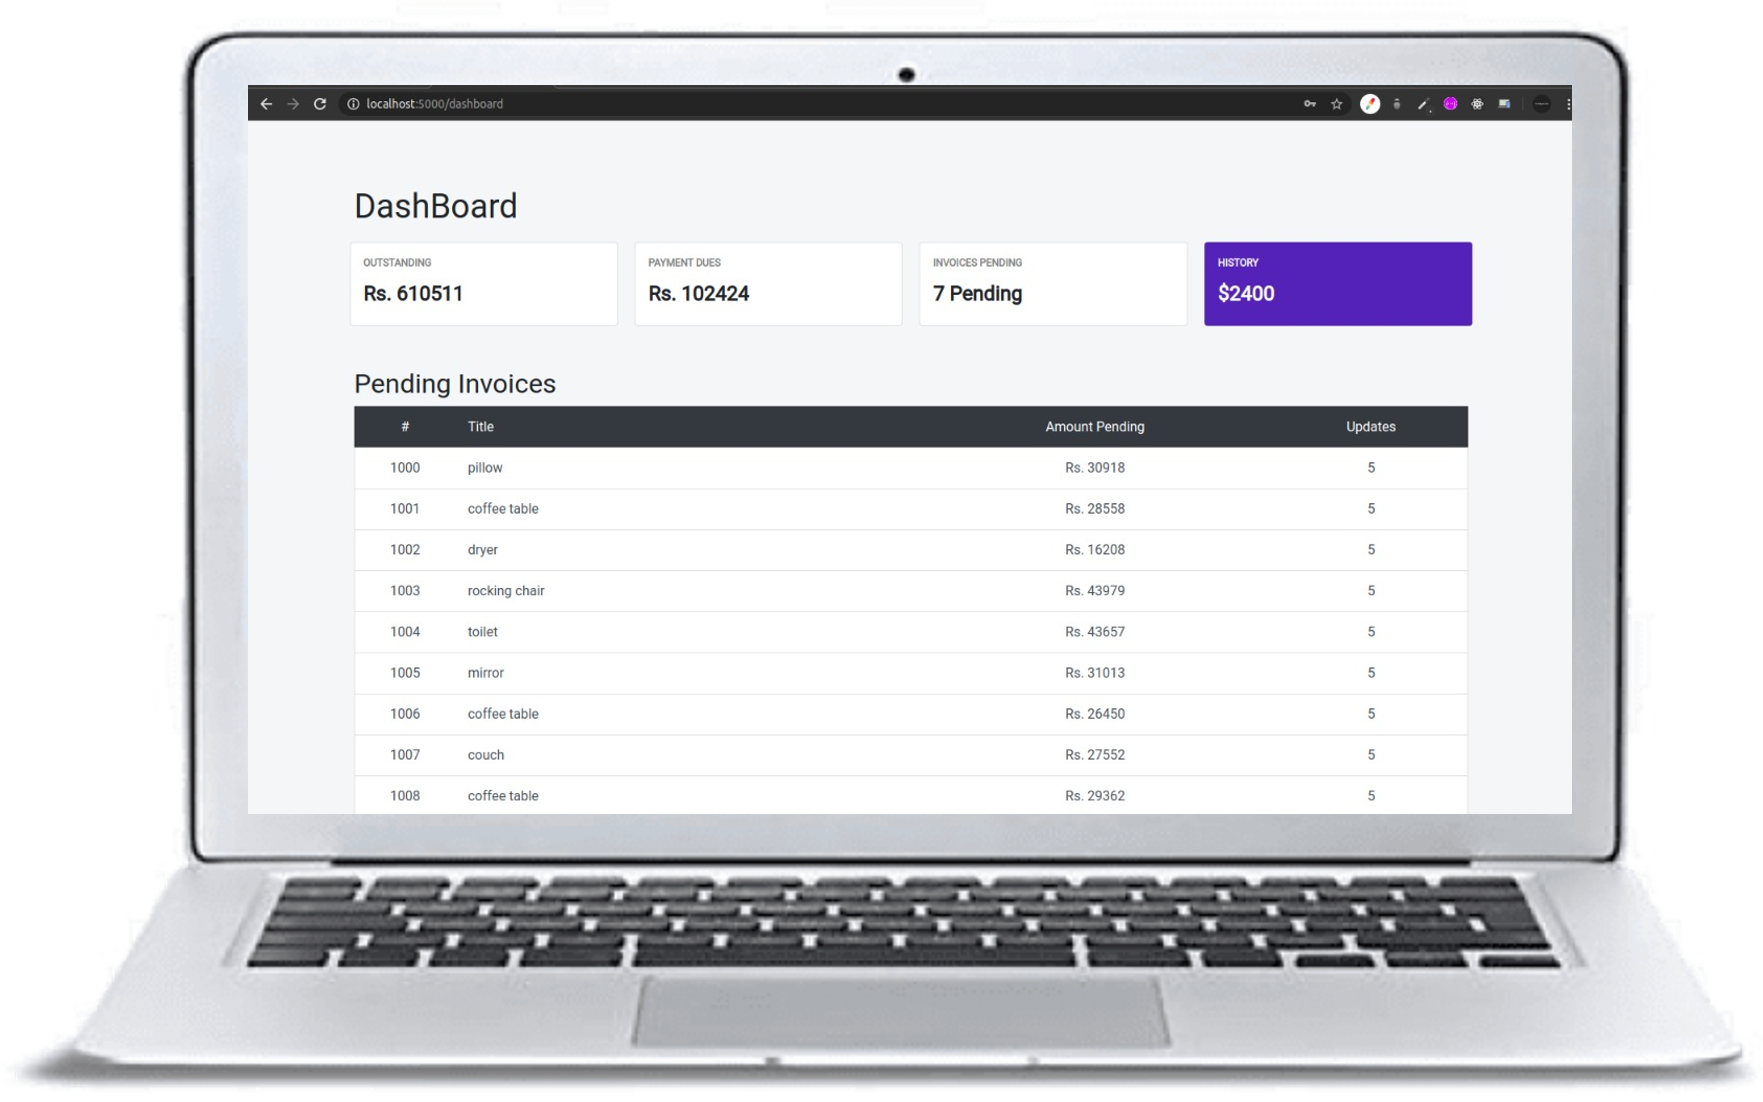 localhost:5000/dashboard
DashBoard
OUTSTANDING PAYMENT DUES INVOICES PENDING HISTORY
Rs. 610511 Rs. 102424 7 Pending $2400
Pending Invoices
# Title Amount Pending Updates
1000 pillow Rs. 30918 5
1001 coffee table Rs. 28558 5
1002 dryer Rs. 16208 5
1003 rocking chair Rs. 43979 5
1004 toilet Rs. 43657 5
1005 mirror Rs. 31013 5
1006 coffee table Rs. 26450 5
1007 couch Rs. 27552 5
1008 coffee table Rs. 29362 5